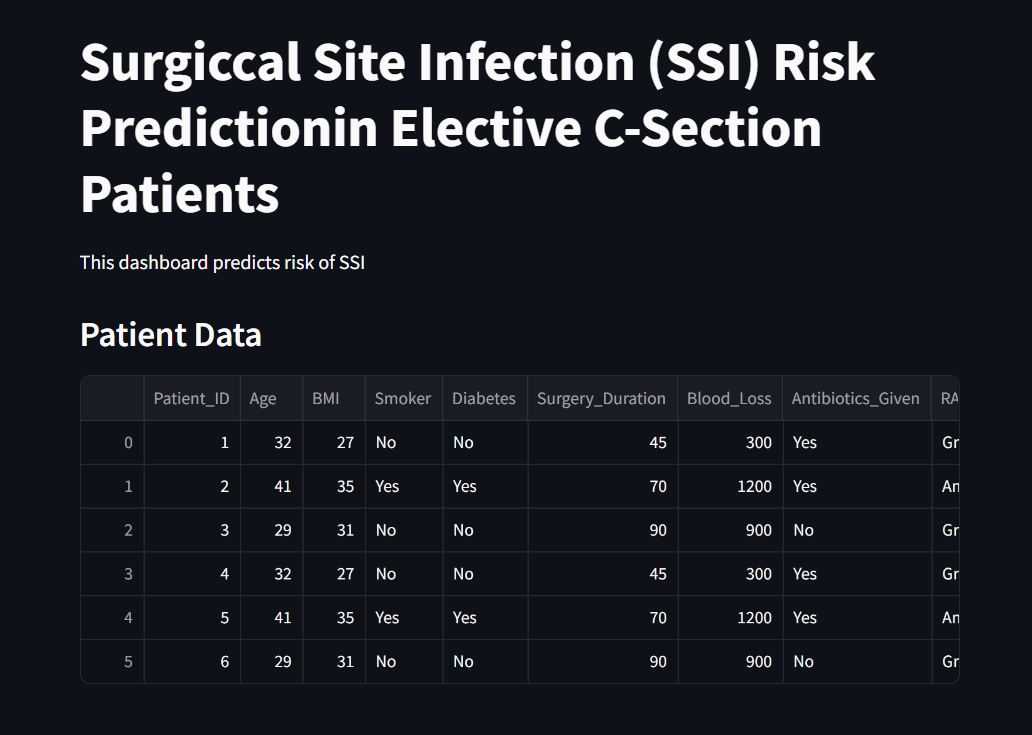 Surgiccal Site Infection (SSI) Risk
Predictionin Elective C-Section
Patients
This dashboard predicts risk of SSI
Patient Data
Patient_ID Age BMI Smoker Diabetes Surgery_Duration Blood_Loss Antibiotics_Given RA
0 1 32 27 No No 45 300 Yes Gr
1 2 41 35 Yes Yes 70 1200 Yes An
2 3 29 31 No No 90 900 No Gr
3 4 32 27 No No 45 300 Yes Gr
4 5 41 35 Yes Yes 70 1200 Yes An
5 6 29 31 No No 90 900 No Gr